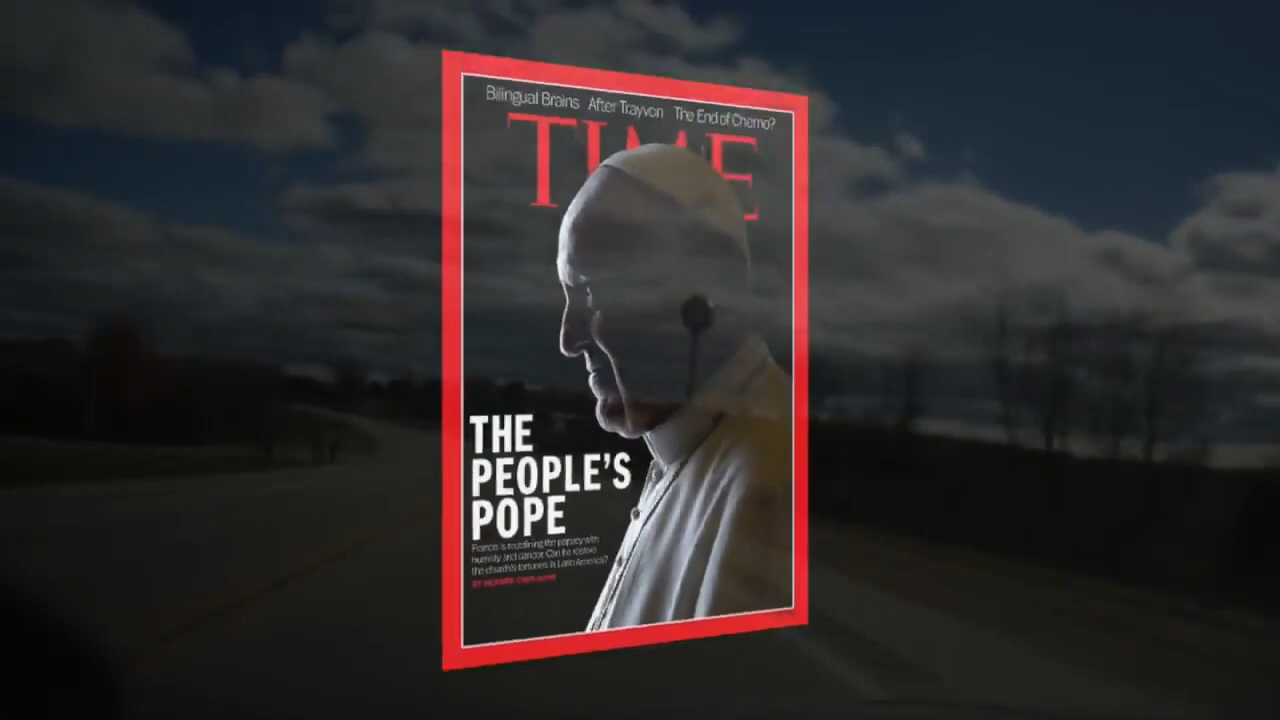 Bilingual Brains After Trayvon The End of Chemo?
TIME
THE
PEOPLE'S
POPE
Francis is redefining the papacy with
humility and candor. Can he restore
the church's fortunes in Latin America?